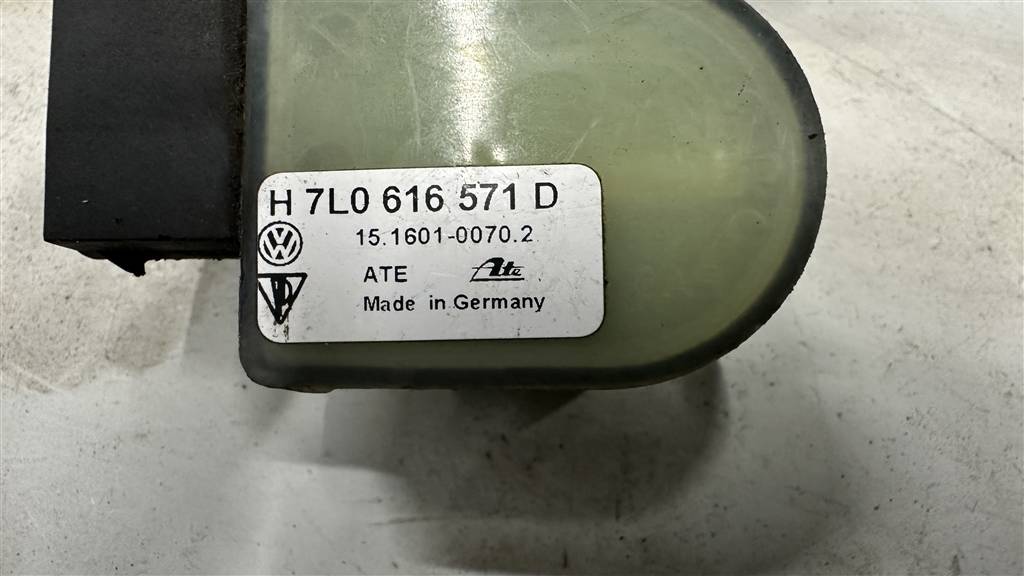 H 7L0 616 571 D
15.1601-0070.2
ATE Ate
Made in Germany